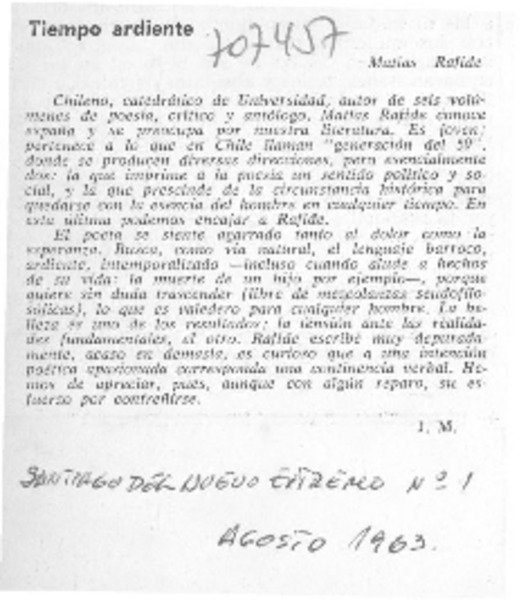 Tiempo ardiente
707457
Matías Rafide
Chileno, catedrático de Universidad, autor de seis volú-
menes de poesía, crítico y antólogo, Matías Rafide conoce
españa y se preocupa por nuestra literatura. Es joven;
pertenece a lo que en Chile llaman "generación del 50",
donde se producen diversas direcciones, pero esencialmente
dos: la que imprime a la poesía un sentido político y so-
cial, y la que prescinde de la circunstancia histórica para
quedarse con la esencia del hombre en cualquier tiempo. En
esta última podemos encajar a Rafide.
El poeta se siente agarrado tanto al dolor como la
esperanza. Busca, como vía natural, el lenguaje barroco,
ardiente, intemporalizado —incluso cuando alude a hechos
de su vida: la muerte de un hijo por ejemplo—, porque
quiere sin duda trascender (libre de mezcolanzas seudofilo-
sóficas), lo que es valedero para cualquier hombre. La be-
lleza es uno de los resultados; la tensión ante las realida-
des fundamentales, el otro. Rafide escribe muy depurada-
mente, acaso en demasía, es curioso que a una intención
poética apasionada corresponda una continencia verbal. He-
mos de apreciar, pues, aunque con algún reparo, su es-
fuerzo por contreñirse.
J. M.
SANTIAGO DEL NUEVO EXTREMO Nº 1
AGOSTO 1963.